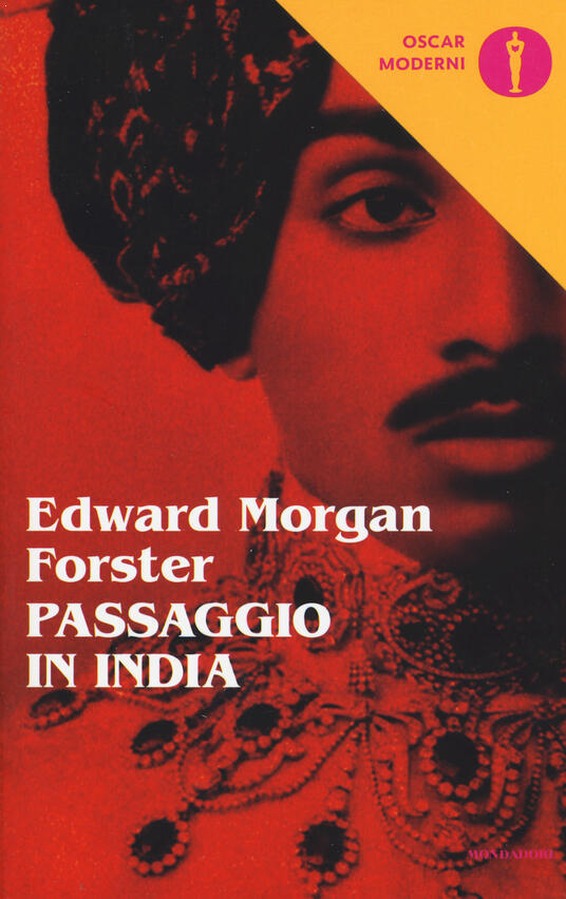 OSCAR
MODERNI
Edward Morgan
Forster
PASSAGGIO
IN INDIA
MONDADORI